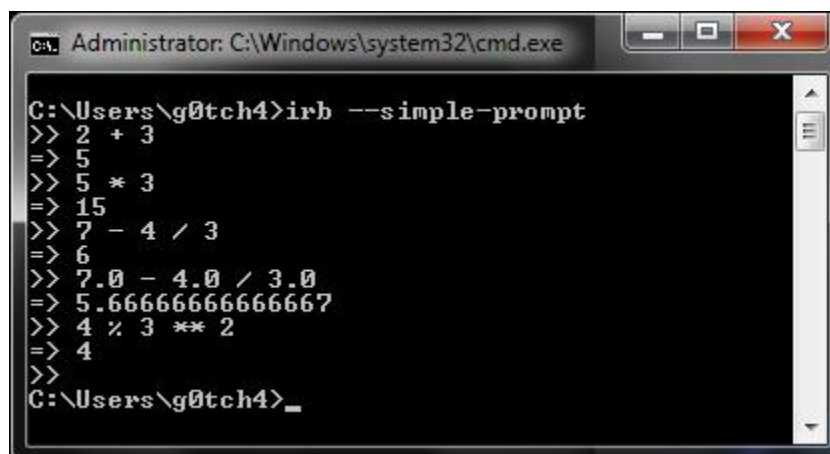 Administrator: C:\Windows\system32\cmd.exe
C:\Users\g0tch4>irb --simple-prompt
>> 2 + 3
=> 5
>> 5 * 3
=> 15
>> 7 - 4 / 3
=> 6
>> 7.0 - 4.0 / 3.0
=> 5.66666666666667
>> 4 % 3 ** 2
=> 4
>>
C:\Users\g0tch4>_